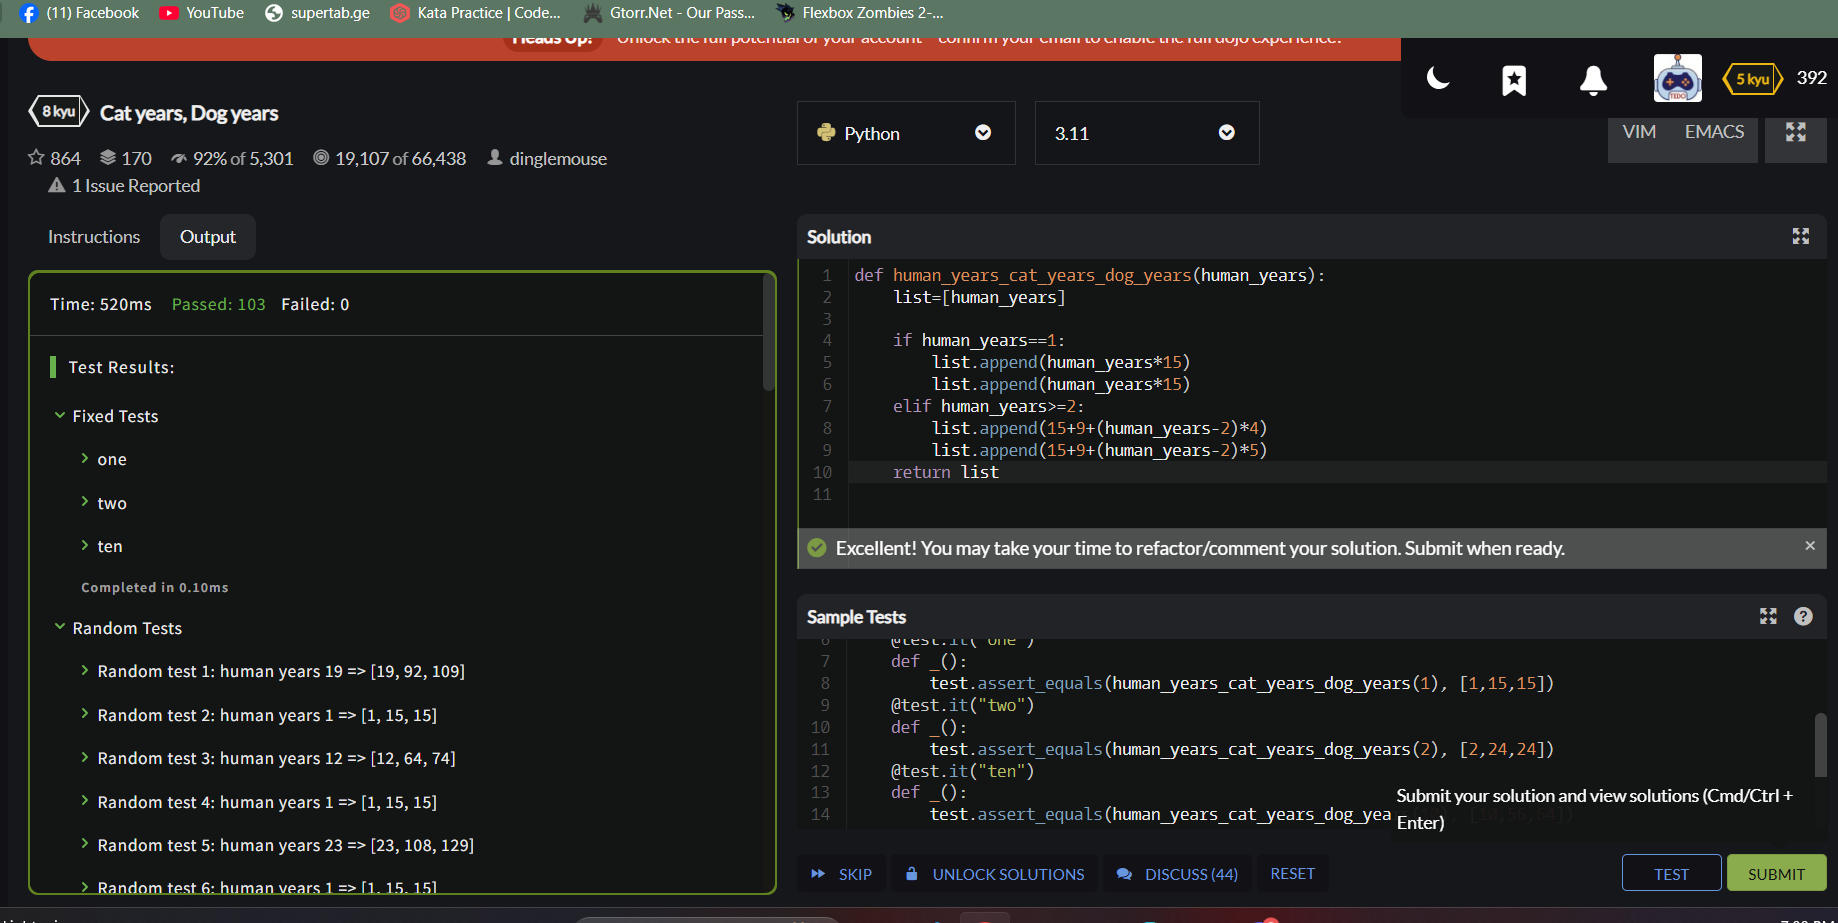 (11) Facebook YouTube supertab.ge Kata Practice | Code... Gtorr.Net - Our Pass... Flexbox Zombies 2-...
Heads Up! Unlock the full potential of your account - confirm your email to enable the full dojo experience.
5 kyu 392
8 kyu Cat years, Dog years
Python 3.11 VIM EMACS
864 170 92% of 5,301 19,107 of 66,438 dinglemouse
1 Issue Reported
Instructions Output
Time: 520ms Passed: 103 Failed: 0
Test Results:
Fixed Tests
one
two
ten
Completed in 0.10ms
Random Tests
Random test 1: human years 19 => [19, 92, 109]
Random test 2: human years 1 => [1, 15, 15]
Random test 3: human years 12 => [12, 64, 74]
Random test 4: human years 1 => [1, 15, 15]
Random test 5: human years 23 => [23, 108, 129]
Random test 6: human years 1 => [1, 15, 15]
Solution
1 def human_years_cat_years_dog_years(human_years):
2 list=[human_years]
3
4 if human_years==1:
5 list.append(human_years*15)
6 list.append(human_years*15)
7 elif human_years>=2:
8 list.append(15+9+(human_years-2)*4)
9 list.append(15+9+(human_years-2)*5)
10 return list
11
Excellent! You may take your time to refactor/comment your solution. Submit when ready. ×
Sample Tests
6 @test.it("one")
7 def _():
8 test.assert_equals(human_years_cat_years_dog_years(1), [1,15,15])
9 @test.it("two")
10 def _():
11 test.assert_equals(human_years_cat_years_dog_years(2), [2,24,24])
12 @test.it("ten")
13 def _():
14 test.assert_equals(human_years_cat_years_dog_yea
Submit your solution and view solutions (Cmd/Ctrl +
Enter)
SKIP UNLOCK SOLUTIONS DISCUSS (44) RESET TEST SUBMIT